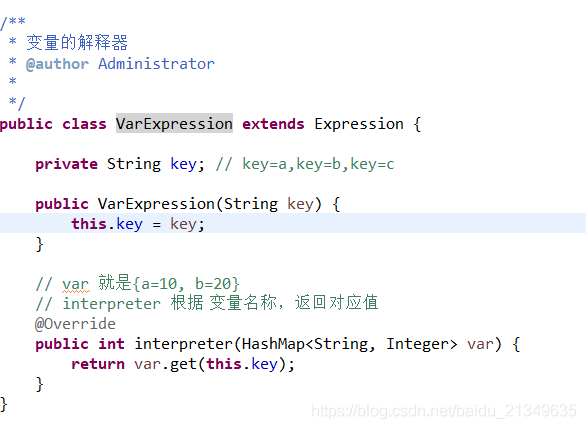 /**
 * 变量的解释器
 * @author Administrator
 *
 */
public class VarExpression extends Expression {
    private String key; // key=a,key=b,key=c
    public VarExpression(String key) {
        this.key = key;
    }
    // var 就是{a=10, b=20}
    // interpreter 根据 变量名称，返回对应值
    @Override
    public int interpreter(HashMap<String, Integer> var) {
        return var.get(this.key);
    }
}
https://blog.csdn.net/baidu_21349635